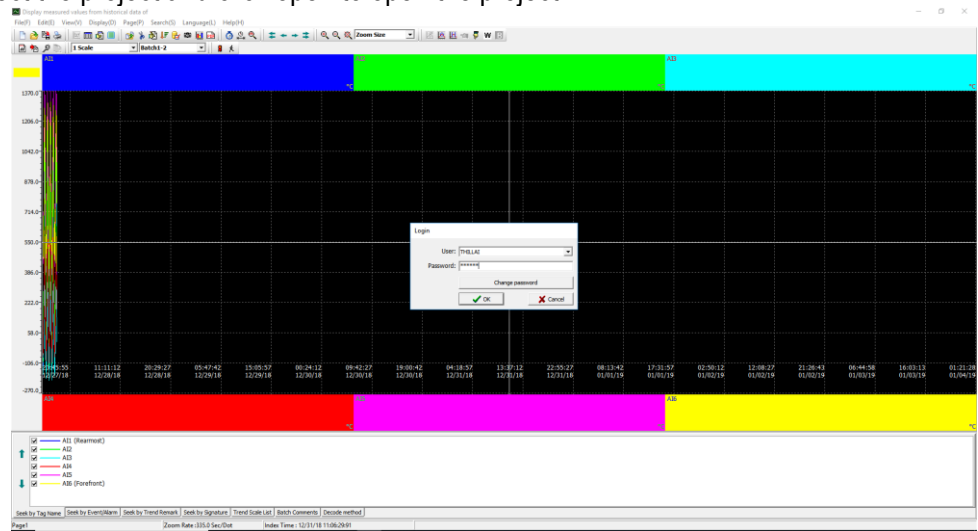 Display measured values from historical data of
File(F) Edit(E) View(V) Display(D) Page(P) Search(S) Language(L) Help(H)
Zoom Size
1 Scale Batch1-2
AI1 AI2 AI3
°C °C °C
1370.0
1206.0
1042.0
878.0
714.0
550.0
Login
User: THILLAI
Password: ******
Change password
OK Cancel
386.0
222.0
58.0
-106.0
11:11:12 20:29:27 05:47:42 15:05:57 00:24:12 09:42:27 19:00:42 04:18:57 13:37:12 22:55:27 08:13:42 17:31:57 02:50:12 12:08:27 21:26:43 06:44:58 16:03:13 01:21:28
12/27/18 12/28/18 12/28/18 12/29/18 12/29/18 12/30/18 12/30/18 12/30/18 12/31/18 12/31/18 12/31/18 01/01/19 01/01/19 01/02/19 01/02/19 01/02/19 01/03/19 01/03/19 01/04/19
-270.0
AI4 AI5 AI6
°C °C °C
AI1 (Rearmost)
AI2
AI3
AI4
AI5
AI6 (Forefront)
Seek by Tag Name Seek by Event/Alarm Seek by Trend Remark Seek by Signature Trend Scale List Batch Comments Decode method
Page1 Zoom Rate :335.0 Sec/Dot Index Time : 12/31/18 11:06:29:91